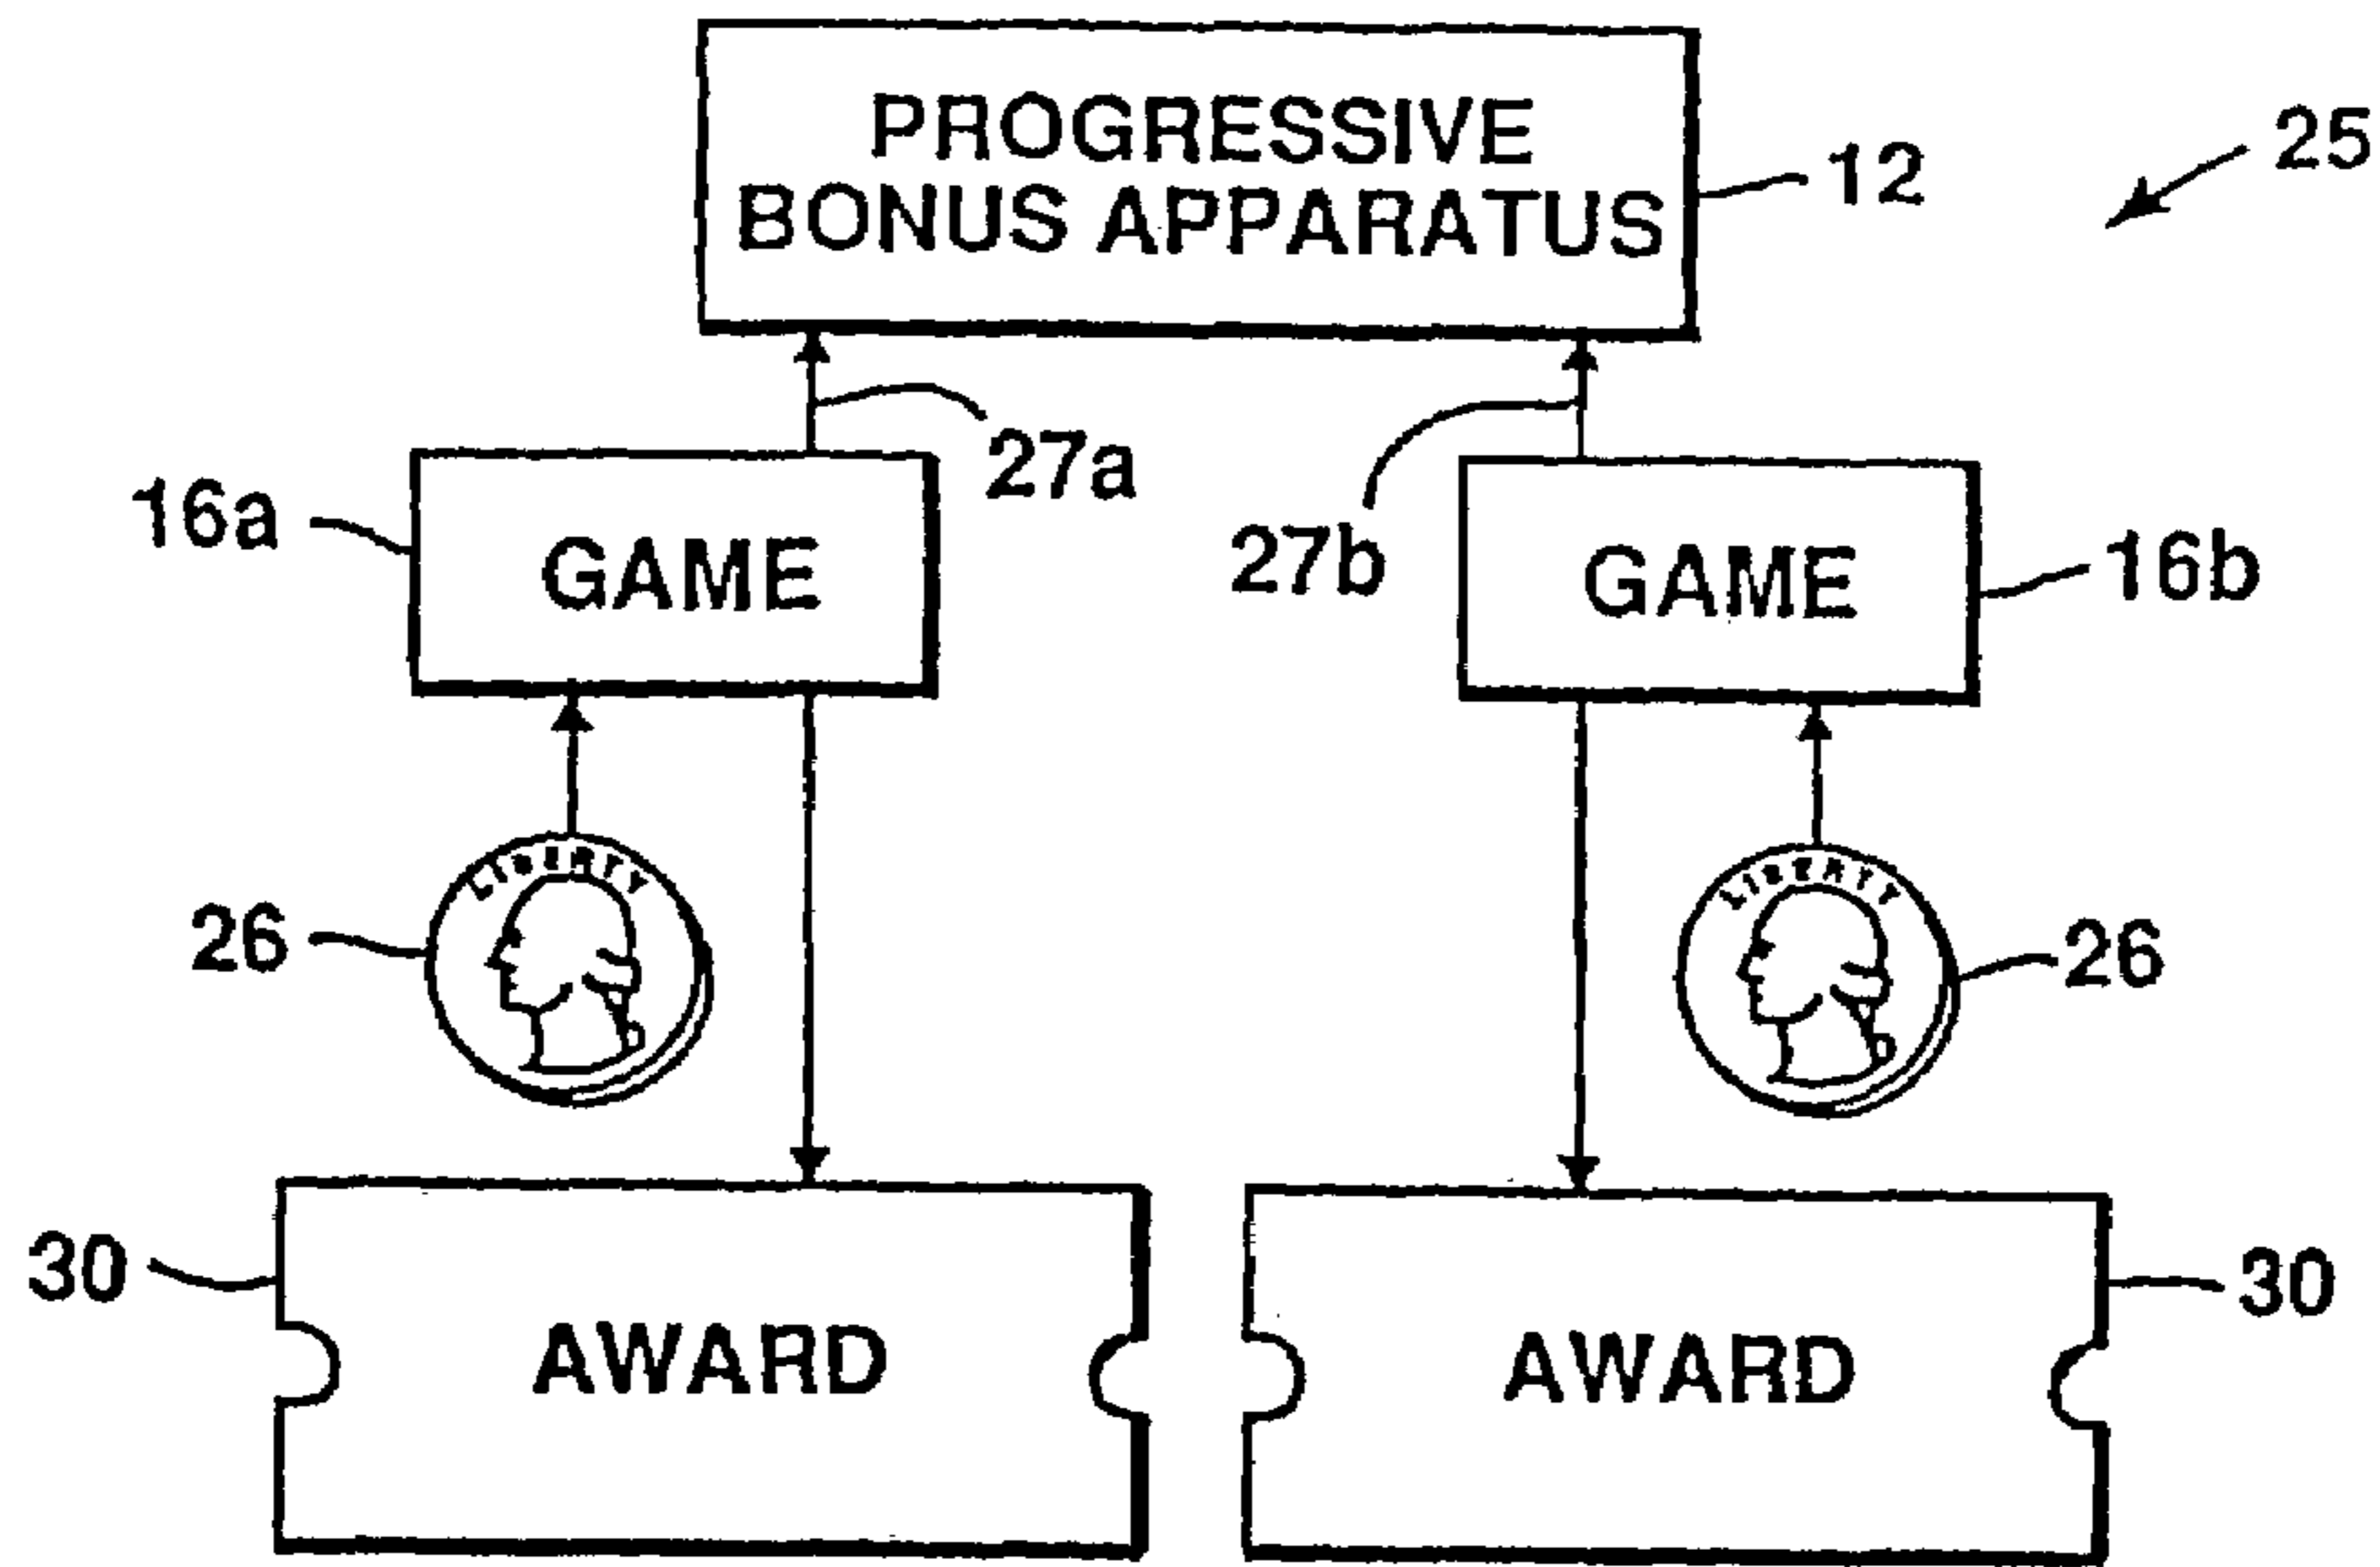 PROGRESSIVE
BONUS APPARATUS
12
25
27a
16a
GAME
27b
GAME
16b
LIBERTY
LIBERTY
26
26
30
AWARD
AWARD
30